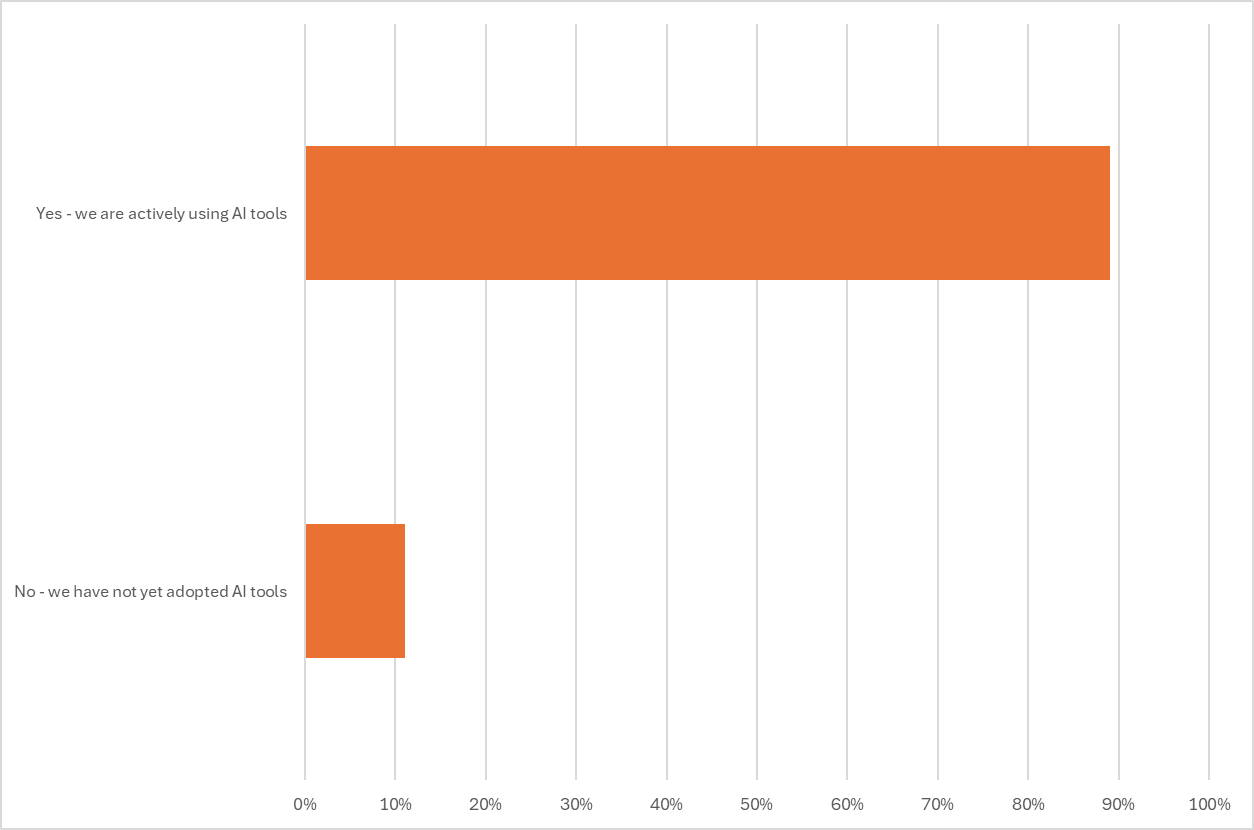 Yes - we are actively using AI tools
No - we have not yet adopted AI tools
0% 10% 20% 30% 40% 50% 60% 70% 80% 90% 100%